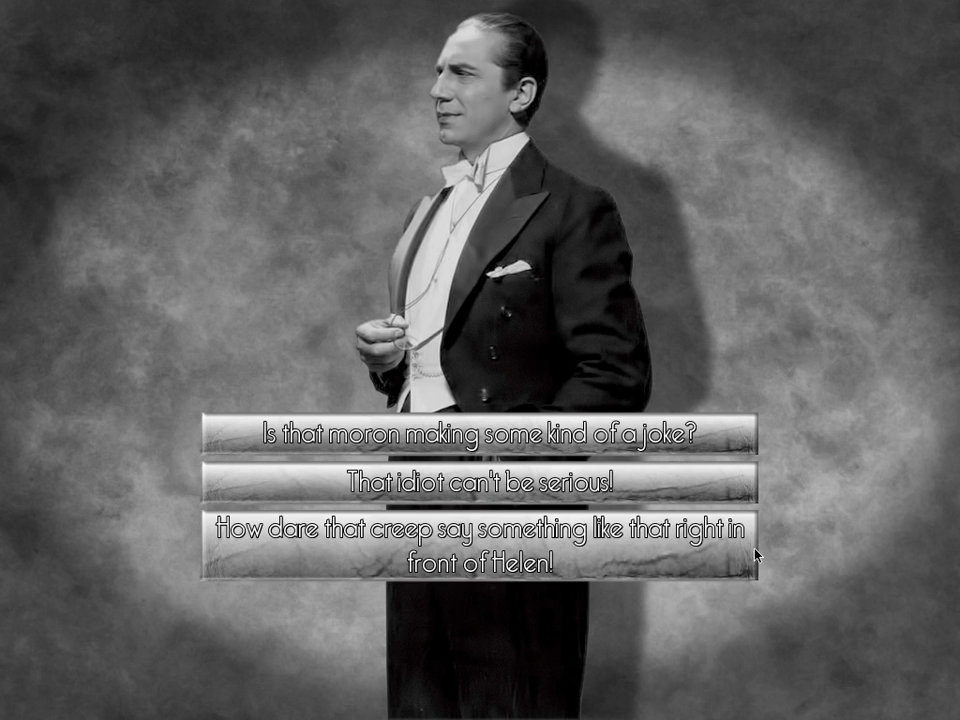 Is that moron making some kind of a joke?
That idiot can't be serious!
How dare that creep say something like that right in
front of Helen!